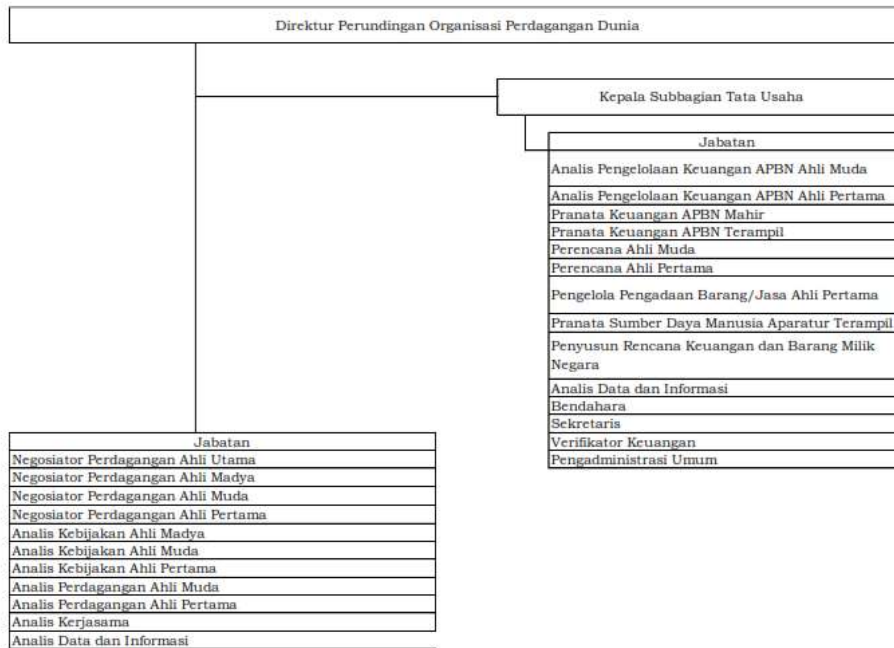 Direktur Perundingan Organisasi Perdagangan Dunia
Kepala Subbagian Tata Usaha
Jabatan
Analis Pengelolaan Keuangan APBN Ahli Muda
Analis Pengelolaan Keuangan APBN Ahli Pertama
Pranata Keuangan APBN Mahir
Pranata Keuangan APBN Terampil
Perencana Ahli Muda
Perencana Ahli Pertama
Pengelola Pengadaan Barang/Jasa Ahli Pertama
Pranata Sumber Daya Manusia Aparatur Terampil
Penyusun Rencana Keuangan dan Barang Milik
Negara
Analis Data dan Informasi
Bendahara
Sekretaris
Verifikator Keuangan
Pengadministrasi Umum
Jabatan
Negosiator Perdagangan Ahli Utama
Negosiator Perdagangan Ahli Madya
Negosiator Perdagangan Ahli Muda
Negosiator Perdagangan Ahli Pertama
Analis Kebijakan Ahli Madya
Analis Kebijakan Ahli Muda
Analis Kebijakan Ahli Pertama
Analis Perdagangan Ahli Muda
Analis Perdagangan Ahli Pertama
Analis Kerjasama
Analis Data dan Informasi